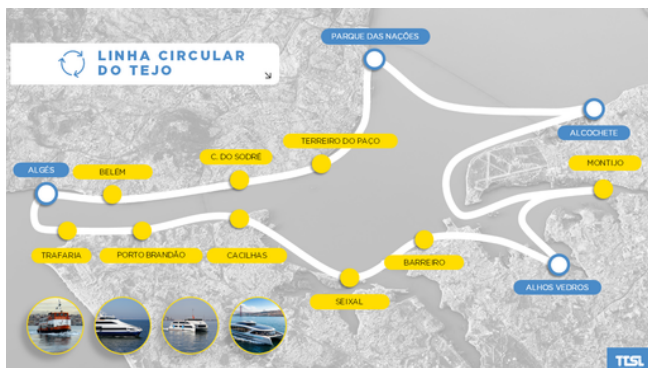 LINHA CIRCULAR
DO TEJO
PARQUE DAS NAÇÕES
ALCOCHETE
MONTIJO
TERREIRO DO PAÇO
C. DO SODRÉ
BELÉM
ALGÉS
TRAFARIA
PORTO BRANDÃO
CACILHAS
BARREIRO
SEIXAL
ALHOS VEDROS
TTSL